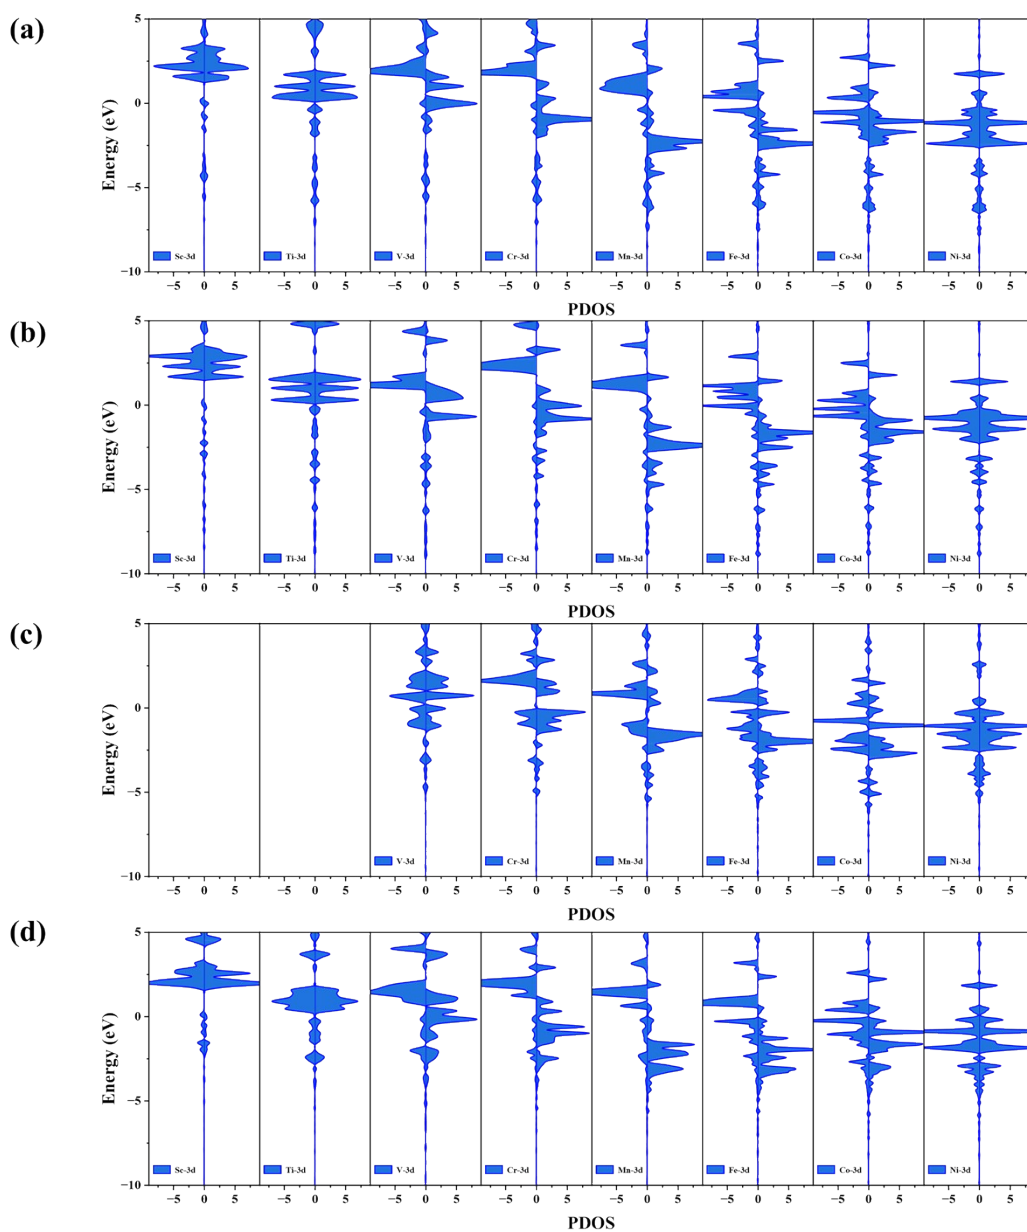 (a)
Energy (eV)
5
0
−5
−10
Sc-3d Ti-3d V-3d Cr-3d Mn-3d Fe-3d Co-3d Ni-3d
−5 0 5 −5 0 5 −5 0 5 −5 0 5 −5 0 5 −5 0 5 −5 0 5 −5 0 5
PDOS
(b)
Energy (eV)
5
0
−5
−10
Sc-3d Ti-3d V-3d Cr-3d Mn-3d Fe-3d Co-3d Ni-3d
−5 0 5 −5 0 5 −5 0 5 −5 0 5 −5 0 5 −5 0 5 −5 0 5 −5 0 5
PDOS
(c)
Energy (eV)
5
0
−5
−10
V-3d Cr-3d Mn-3d Fe-3d Co-3d Ni-3d
−5 0 5 −5 0 5 −5 0 5 −5 0 5 −5 0 5 −5 0 5 −5 0 5 −5 0 5
PDOS
(d)
Energy (eV)
5
0
−5
−10
Sc-3d Ti-3d V-3d Cr-3d Mn-3d Fe-3d Co-3d Ni-3d
−5 0 5 −5 0 5 −5 0 5 −5 0 5 −5 0 5 −5 0 5 −5 0 5 −5 0 5
PDOS